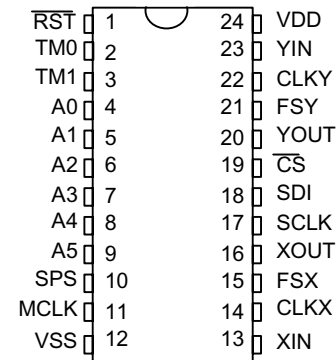 R̅S̅T̅ 1 24 VDD
TM0 2 23 YIN
TM1 3 22 CLKY
A0 4 21 FSY
A1 5 20 YOUT
A2 6 19 C̅S̅
A3 7 18 SDI
A4 8 17 SCLK
A5 9 16 XOUT
SPS 10 15 FSX
MCLK 11 14 CLKX
VSS 12 13 XIN